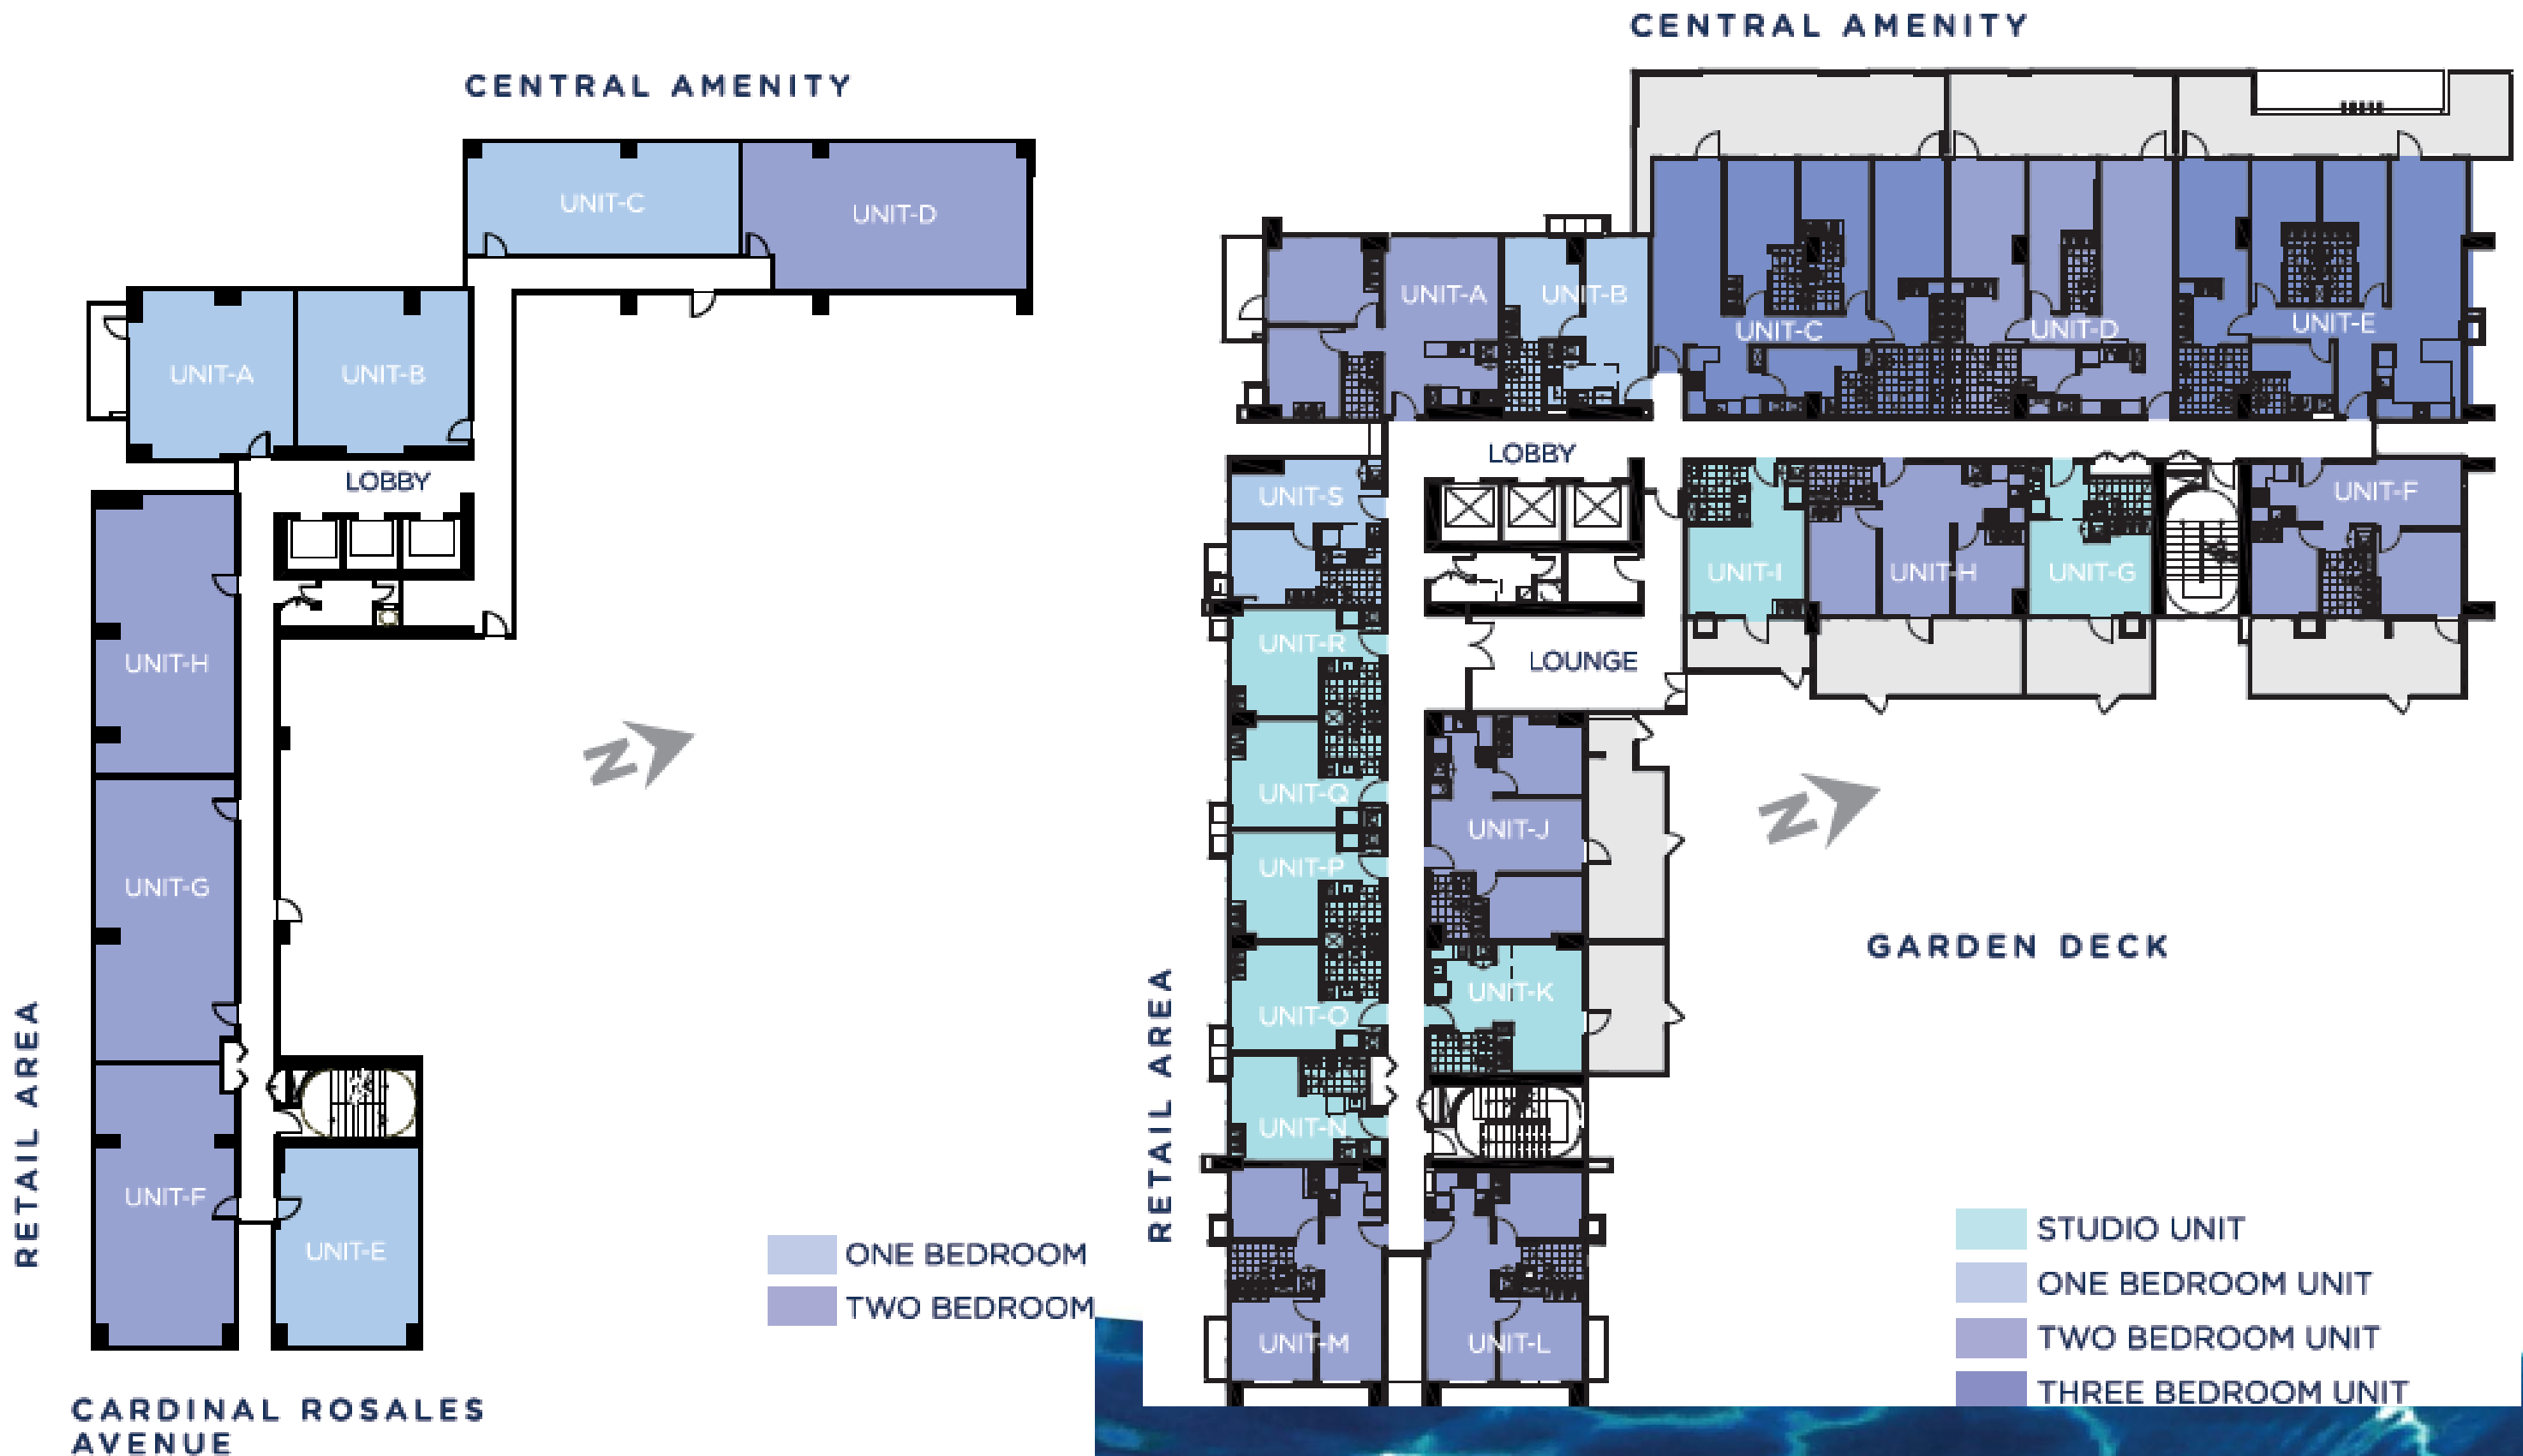 CENTRAL AMENITY
UNIT-C
UNIT-D
UNIT-A
UNIT-B
LOBBY
UNIT-H
UNIT-G
UNIT-F
UNIT-E
N
RETAIL AREA
ONE BEDROOM
TWO BEDROOM
CARDINAL ROSALES
AVENUE
CENTRAL AMENITY
UNIT-A
UNIT-B
UNIT-C
UNIT-D
UNIT-E
LOBBY
UNIT-S
UNIT-F
UNIT-I
UNIT-H
UNIT-G
UNIT-R
LOUNGE
UNIT-Q
UNIT-J
N
UNIT-P
GARDEN DECK
UNIT-K
UNIT-O
UNIT-N
RETAIL AREA
UNIT-M
UNIT-L
STUDIO UNIT
ONE BEDROOM UNIT
TWO BEDROOM UNIT
THREE BEDROOM UNIT